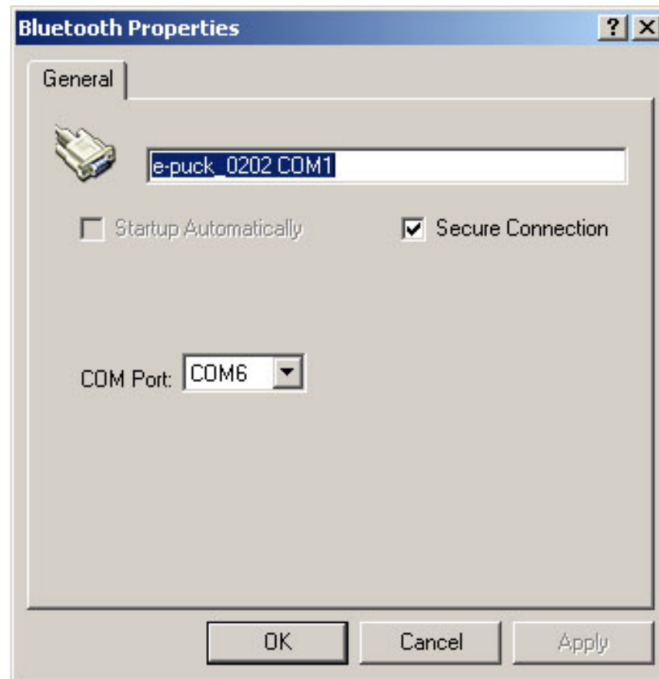 Bluetooth Properties
General
e-puck_0202 COM1
Startup Automatically
Secure Connection
COM Port: COM6
OK
Cancel
Apply